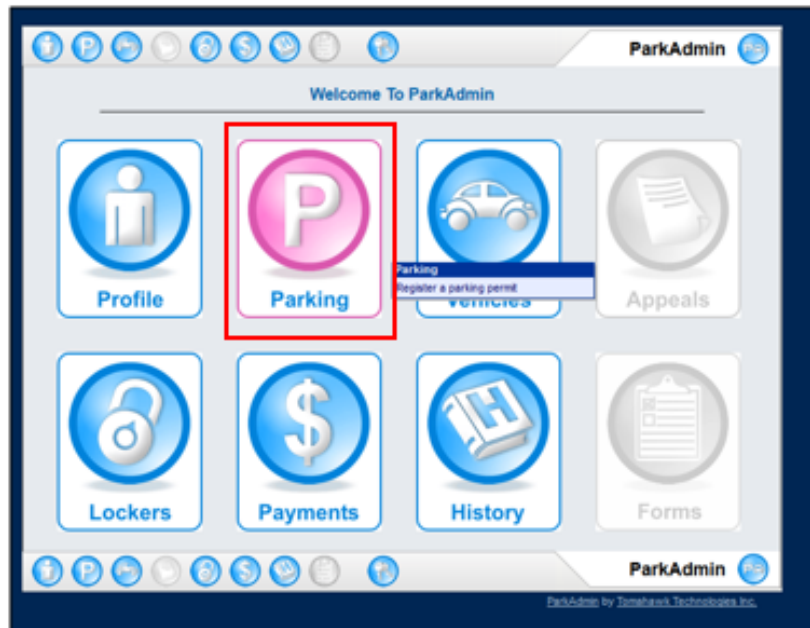 ParkAdmin
Welcome To ParkAdmin
P
Profile
Parking
Parking
Register a parking permit
Vehicles
Appeals
$
H
Lockers
Payments
History
Forms
ParkAdmin
ParkAdmin by Tomahawk Technologies Inc.